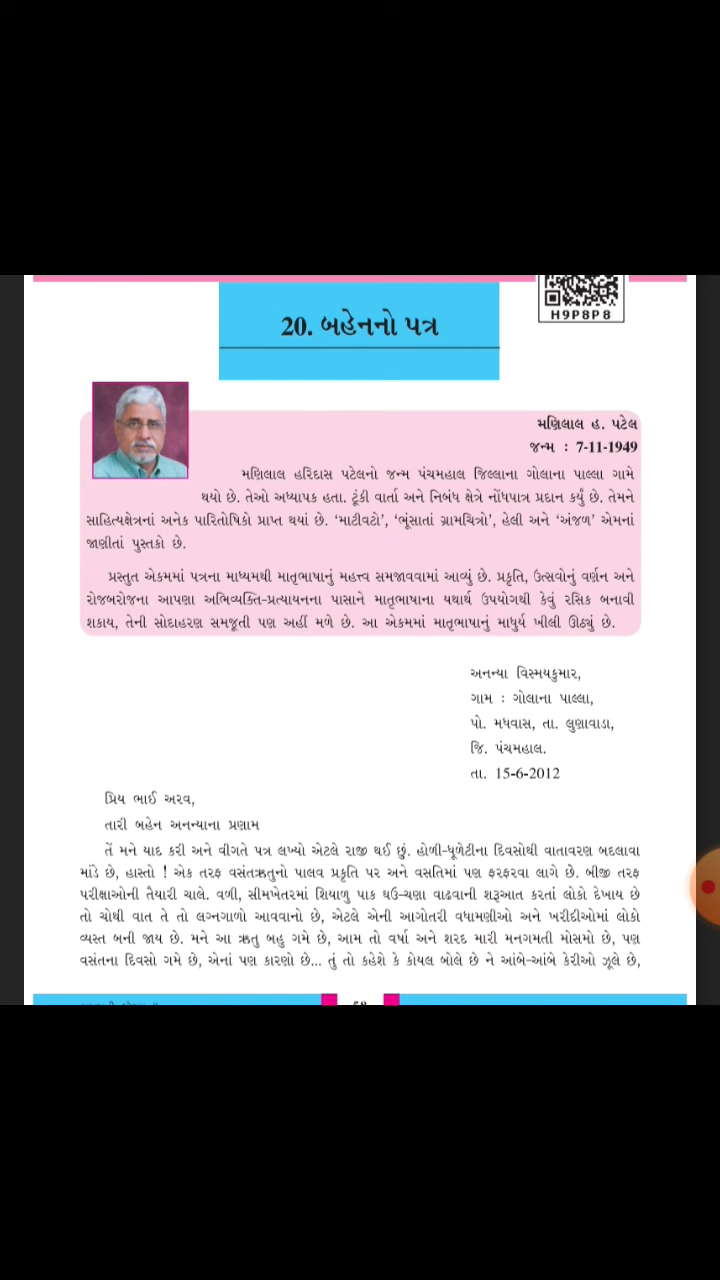 H9P8P8
20. બહેનનો પત્ર
મણિલાલ હ. પટેલ
જન્મ : 7-11-1949
મણિલાલ હરિદાસ પટેલનો જન્મ પંચમહાલ જિલ્લાના ગોલાના પાલ્લા ગામે
થયો છે. તેઓ અધ્યાપક હતા. ટૂંકી વાર્તા અને નિબંધ ક્ષેત્રે નોંધપાત્ર પ્રદાન કર્યું છે. તેમને
સાહિત્યક્ષેત્રનાં અનેક પારિતોષિકો પ્રાપ્ત થયાં છે. ‘માટીવટો’, ‘ભૂંસાતાં ગ્રામચિત્રો’, હેલી અને ‘અંજળ’ એમનાં
જાણીતાં પુસ્તકો છે.
પ્રસ્તુત એકમમાં પત્રના માધ્યમથી માતૃભાષાનું મહત્ત્વ સમજાવવામાં આવ્યું છે. પ્રકૃતિ, ઉત્સવોનું વર્ણન અને
રોજબરોજના આપણા અભિવ્યક્તિ-પ્રત્યાયનના પાસાને માતૃભાષાના યથાર્થ ઉપયોગથી કેવું રસિક બનાવી
શકાય, તેની સોદાહરણ સમજૂતી પણ અહીં મળે છે. આ એકમમાં માતૃભાષાનું માધુર્ય ખીલી ઊઠ્યું છે.
અનન્યા વિસ્મયકુમાર,
ગામ : ગોલાના પાલ્લા,
પો. મધવાસ, તા. લુણાવાડા,
જિ. પંચમહાલ.
તા. 15-6-2012
પ્રિય ભાઈ અરવ,
તારી બહેન અનન્યાના પ્રણામ
તેં મને યાદ કરી અને વીગતે પત્ર લખ્યો એટલે રાજી થઈ છું. હોળી-ધૂળેટીના દિવસોથી વાતાવરણ બદલાવા
માંડે છે, હાસ્તો ! એક તરફ વસંતઋતુનો પાલવ પ્રકૃતિ પર અને વસતિમાં પણ ફરફરવા લાગે છે. બીજી તરફ
પરીક્ષાઓની તૈયારી ચાલે. વળી, સીમખેતરમાં શિયાળુ પાક ઘઉ-ચણા વાઢવાની શરૂઆત કરતાં લોકો દેખાય છે
તો ચોથી વાત તે તો લગ્નગાળો આવવાનો છે, એટલે એની આગોતરી વધામણીઓ અને ખરીદીઓમાં લોકો
વ્યસ્ત બની જાય છે. મને આ ઋતુ બહુ ગમે છે, આમ તો વર્ષા અને શરદ મારી મનગમતી મોસમો છે, પણ
વસંતના દિવસો ગમે છે, એનાં પણ કારણો છે... તું તો કહેશે કે કોયલ બોલે છે ને આંબે-આંબે કેરીઓ ઝૂલે છે,